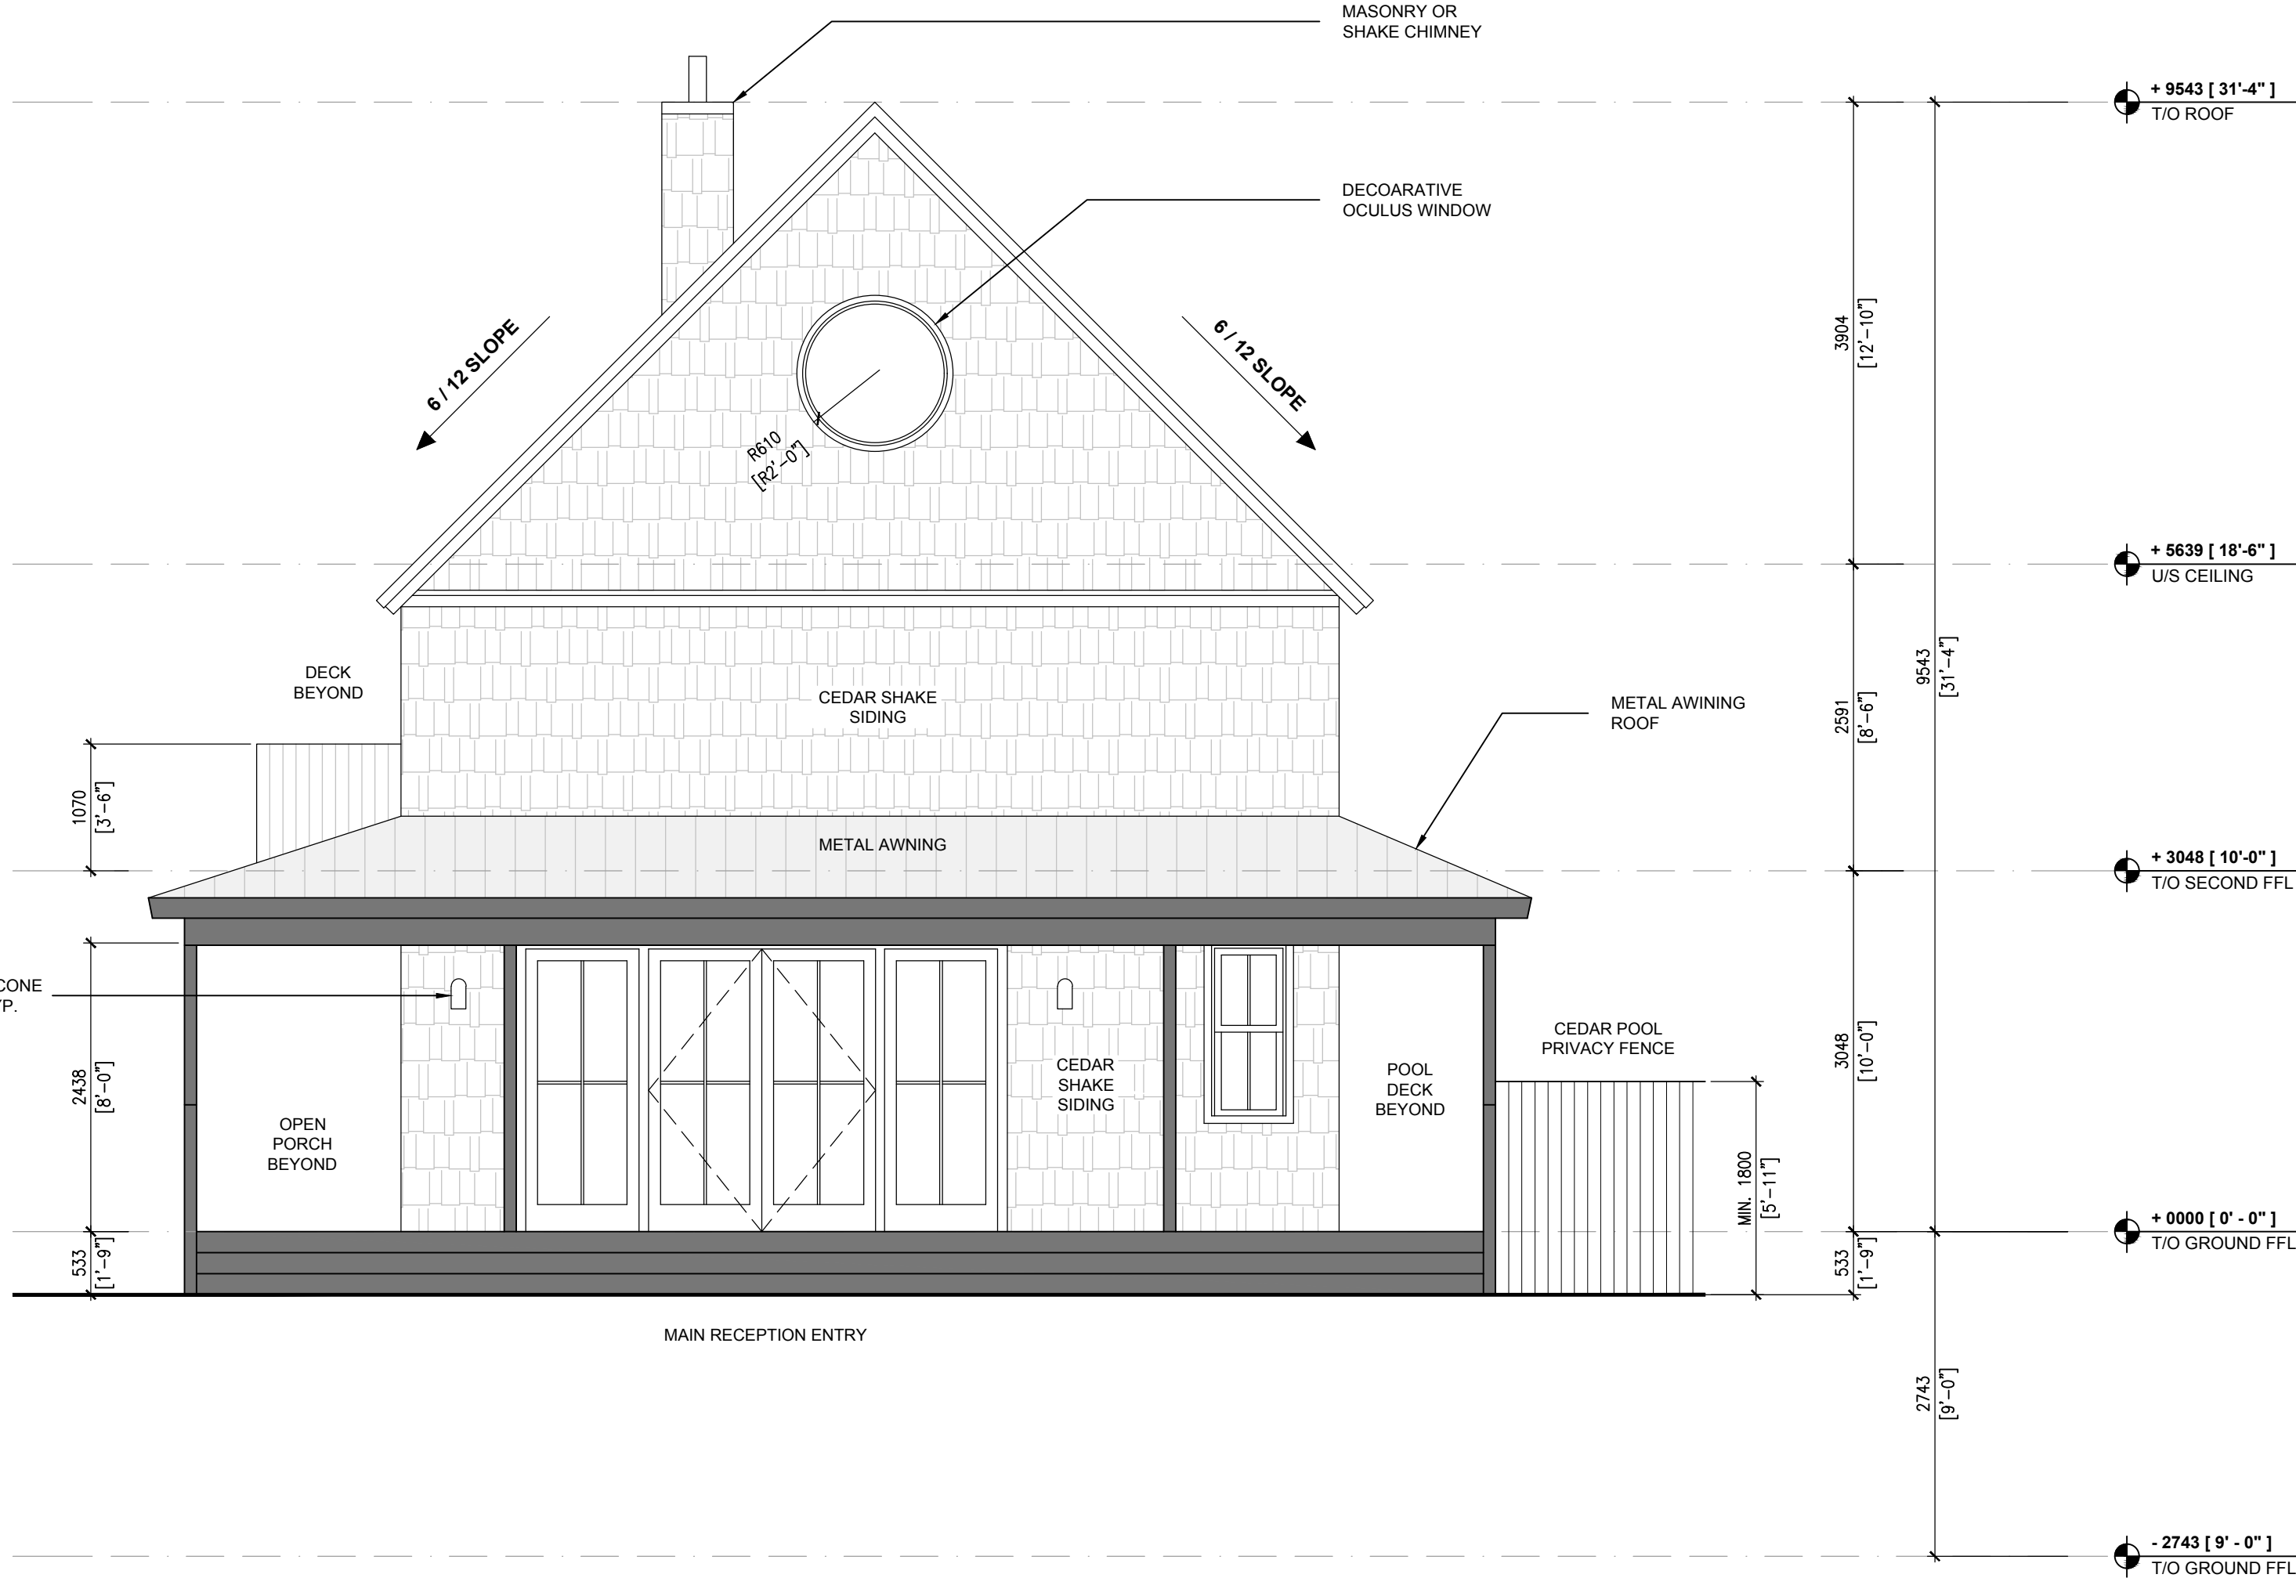 MASONRY OR
SHAKE CHIMNEY
+ 9543 [ 31'-4" ]
T/O ROOF
DECOARATIVE
OCULUS WINDOW
6 / 12 SLOPE
6 / 12 SLOPE
3904
[12'-10"]
R610
[R2'-0"]
+ 5639 [ 18'-6" ]
U/S CEILING
DECK
BEYOND
CEDAR SHAKE
SIDING
METAL AWINING
ROOF
9543
[31'-4"]
2591
[8'-6"]
1070
[3'-6"]
METAL AWNING
+ 3048 [ 10'-0" ]
T/O SECOND FFL
CONE
YP.
2438
[8'-0"]
OPEN
PORCH
BEYOND
CEDAR
SHAKE
SIDING
POOL
DECK
BEYOND
CEDAR POOL
PRIVACY FENCE
3048
[10'-0"]
MIN. 1800
[5'-11"]
+ 0000 [ 0' - 0" ]
T/O GROUND FFL
533
[1'-9"]
533
[1'-9"]
MAIN RECEPTION ENTRY
2743
[9'-0"]
- 2743 [ 9' - 0" ]
T/O GROUND FFL